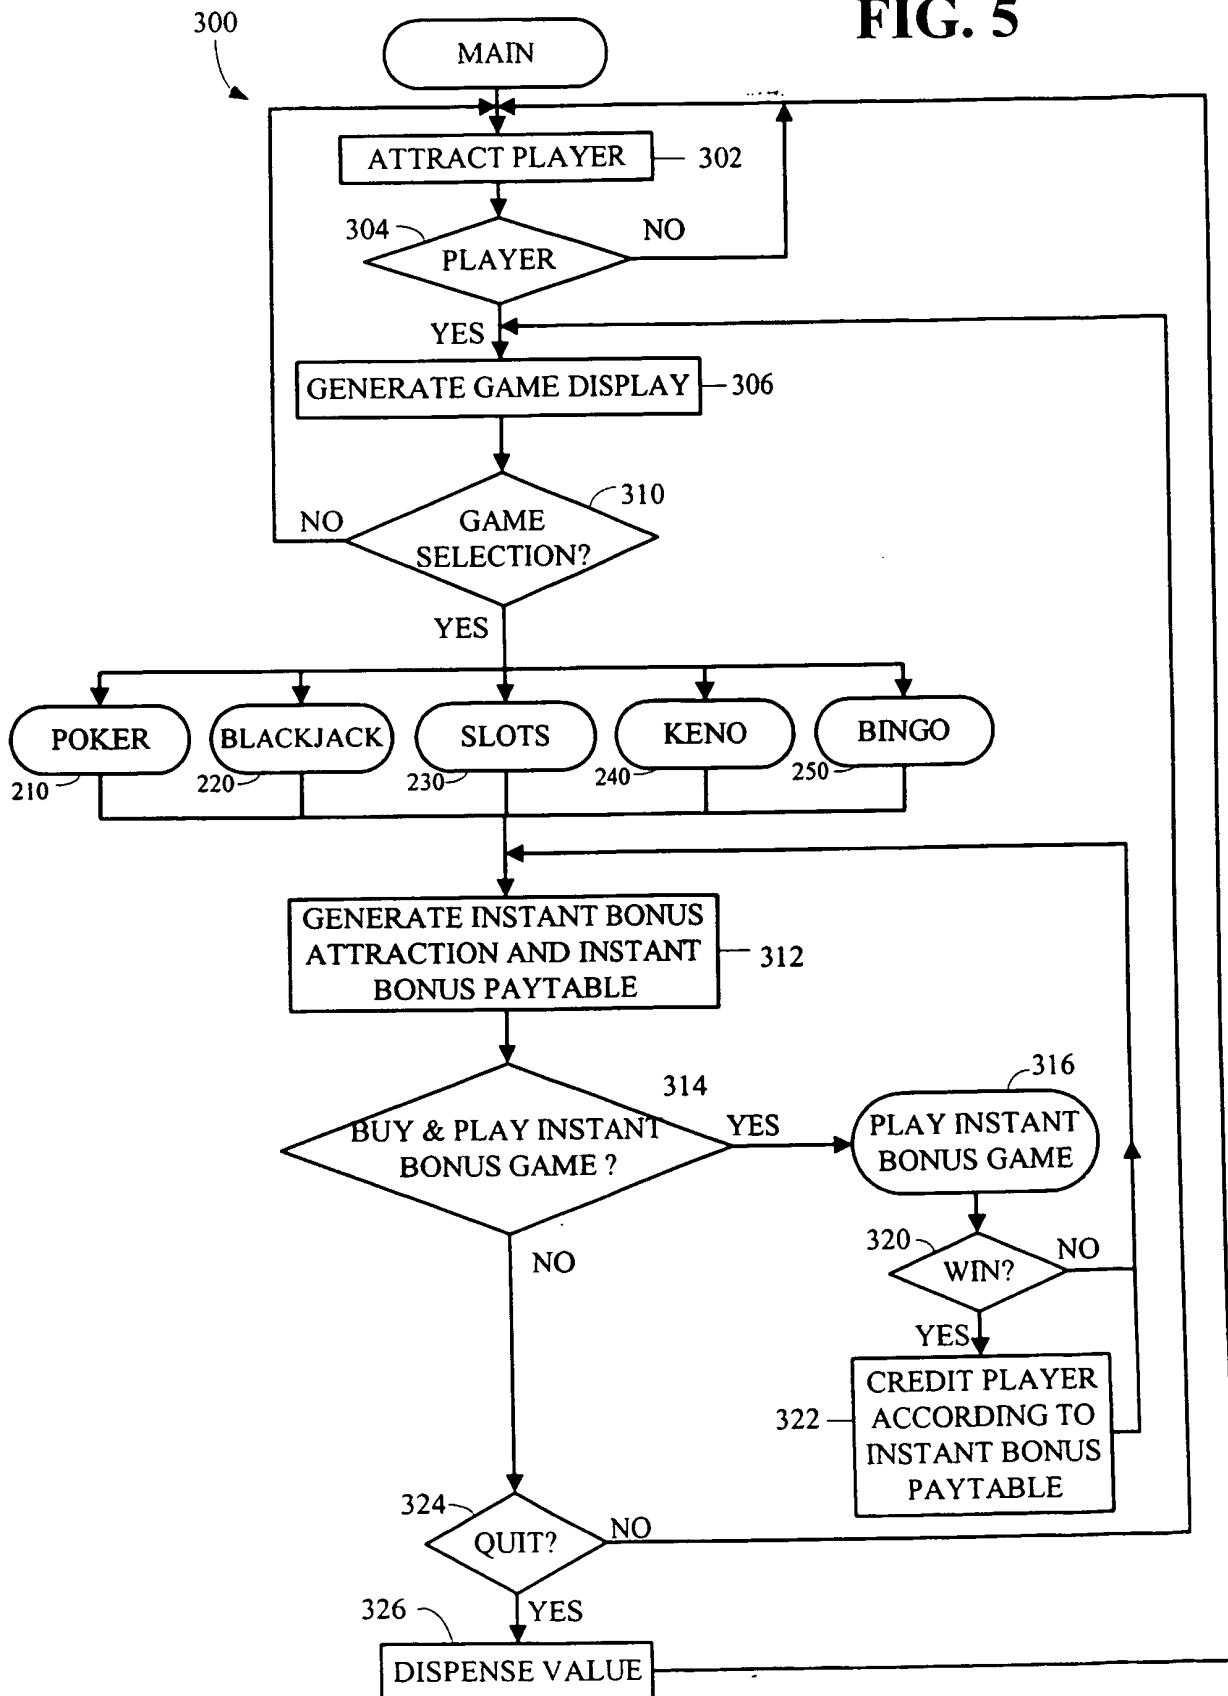 FIG. 5
300
MAIN
ATTRACT PLAYER
302
304
PLAYER
NO
YES
GENERATE GAME DISPLAY
306
310
GAME
SELECTION?
NO
YES
POKER
BLACKJACK
SLOTS
KENO
BINGO
210
220
230
240
250
GENERATE INSTANT BONUS
ATTRACTION AND INSTANT
BONUS PAYTABLE
312
314
BUY & PLAY INSTANT
BONUS GAME ?
YES
316
PLAY INSTANT
BONUS GAME
NO
320
WIN?
NO
YES
CREDIT PLAYER
ACCORDING TO
INSTANT BONUS
PAYTABLE
322
324
QUIT?
NO
YES
326
DISPENSE VALUE